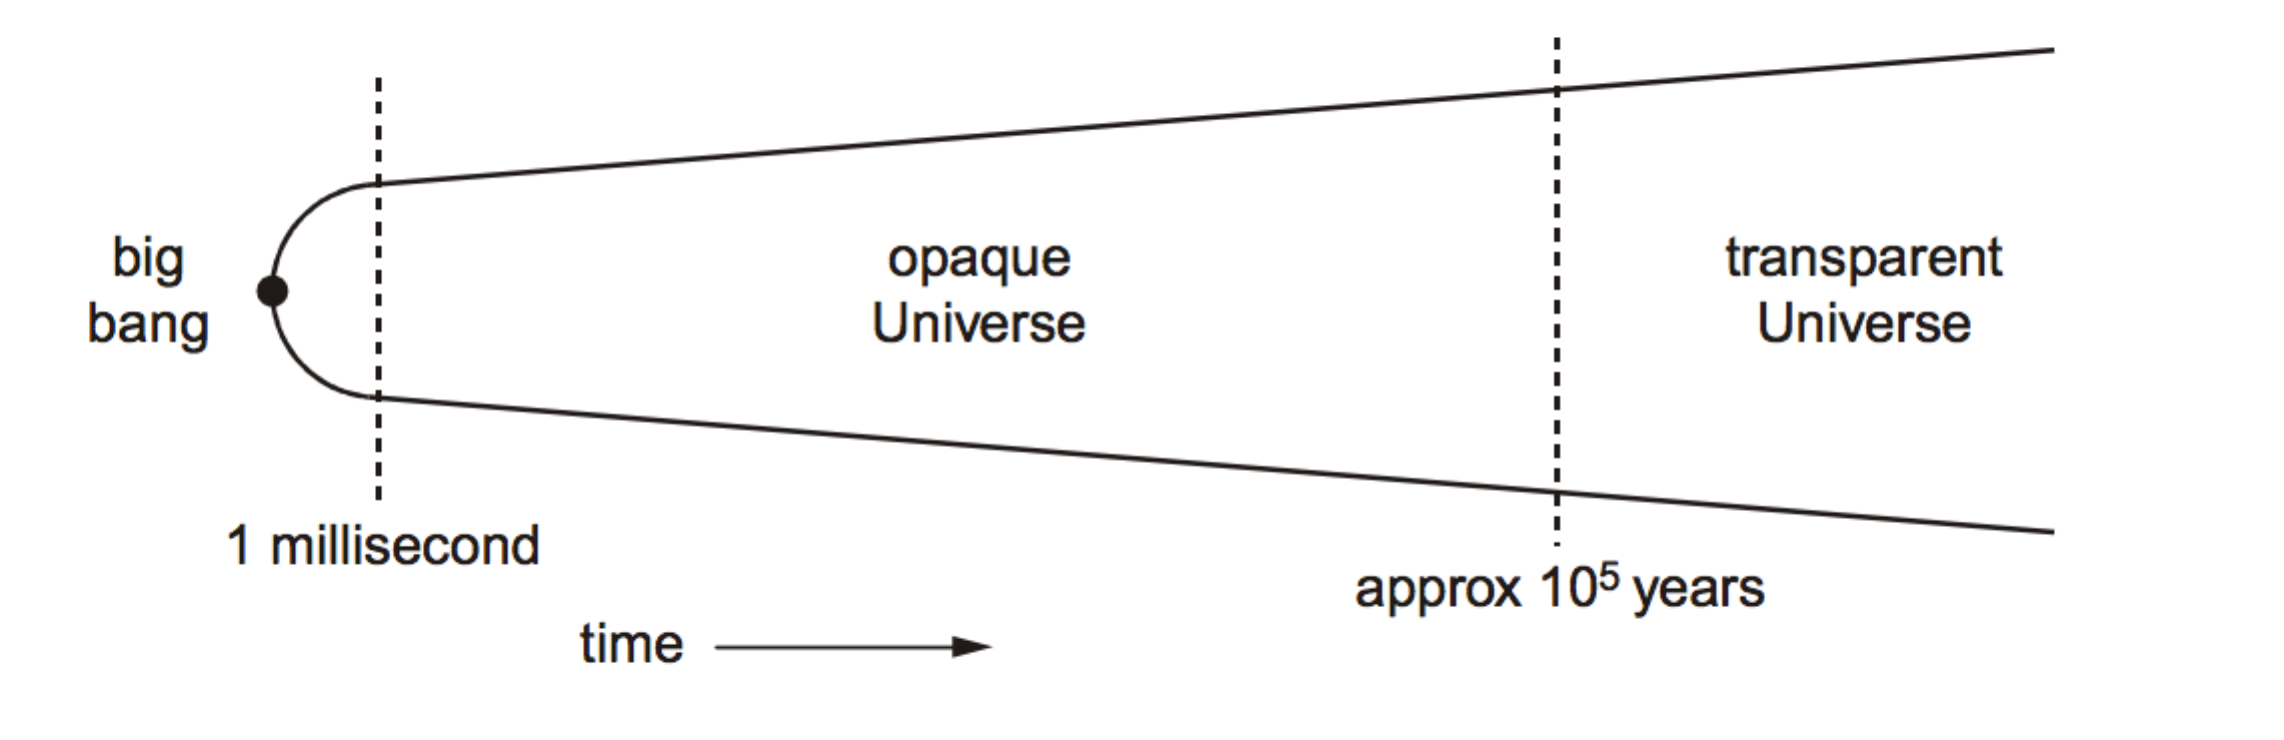 big
bang
opaque
Universe
transparent
Universe
1 millisecond
approx 10⁵ years
time